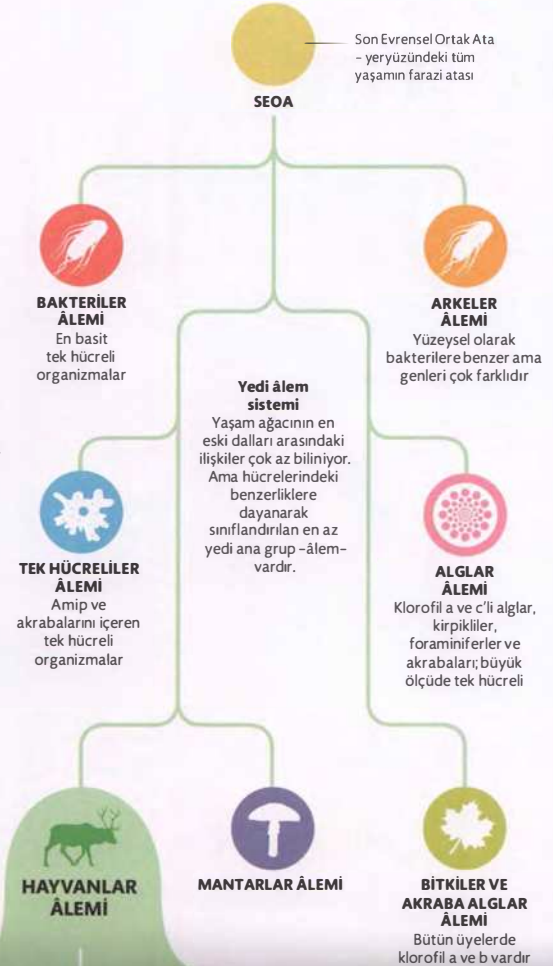 Son Evrensel Ortak Ata
– yeryüzündeki tüm
yaşamın farazi atası
SEOA
BAKTERİLER
ÂLEMİ
En basit
tek hücreli
organizmalar
ARKELER
ÂLEMİ
Yüzeysel olarak
bakterilere benzer ama
genleri çok farklıdır
Yedi âlem
sistemi
Yaşam ağacının en
eski dalları arasındaki
ilişkiler çok az biliniyor.
Ama hücrelerindeki
benzerliklere
dayanarak
sınıflandırılan en az
yedi ana grup –âlem–
vardır.
TEK HÜCRELİLER
ÂLEMİ
Amip ve
akrabalarını içeren
tek hücreli
organizmalar
ALGLAR
ÂLEMİ
Klorofil a ve c'li alglar,
kirpikliler,
foraminiferler ve
akrabaları; büyük
ölçüde tek hücreli
HAYVANLAR
ÂLEMİ
MANTARLAR ÂLEMİ
BİTKİLER VE
AKRABA ALGLAR
ÂLEMİ
Bütün üyelerde
klorofil a ve b vardır